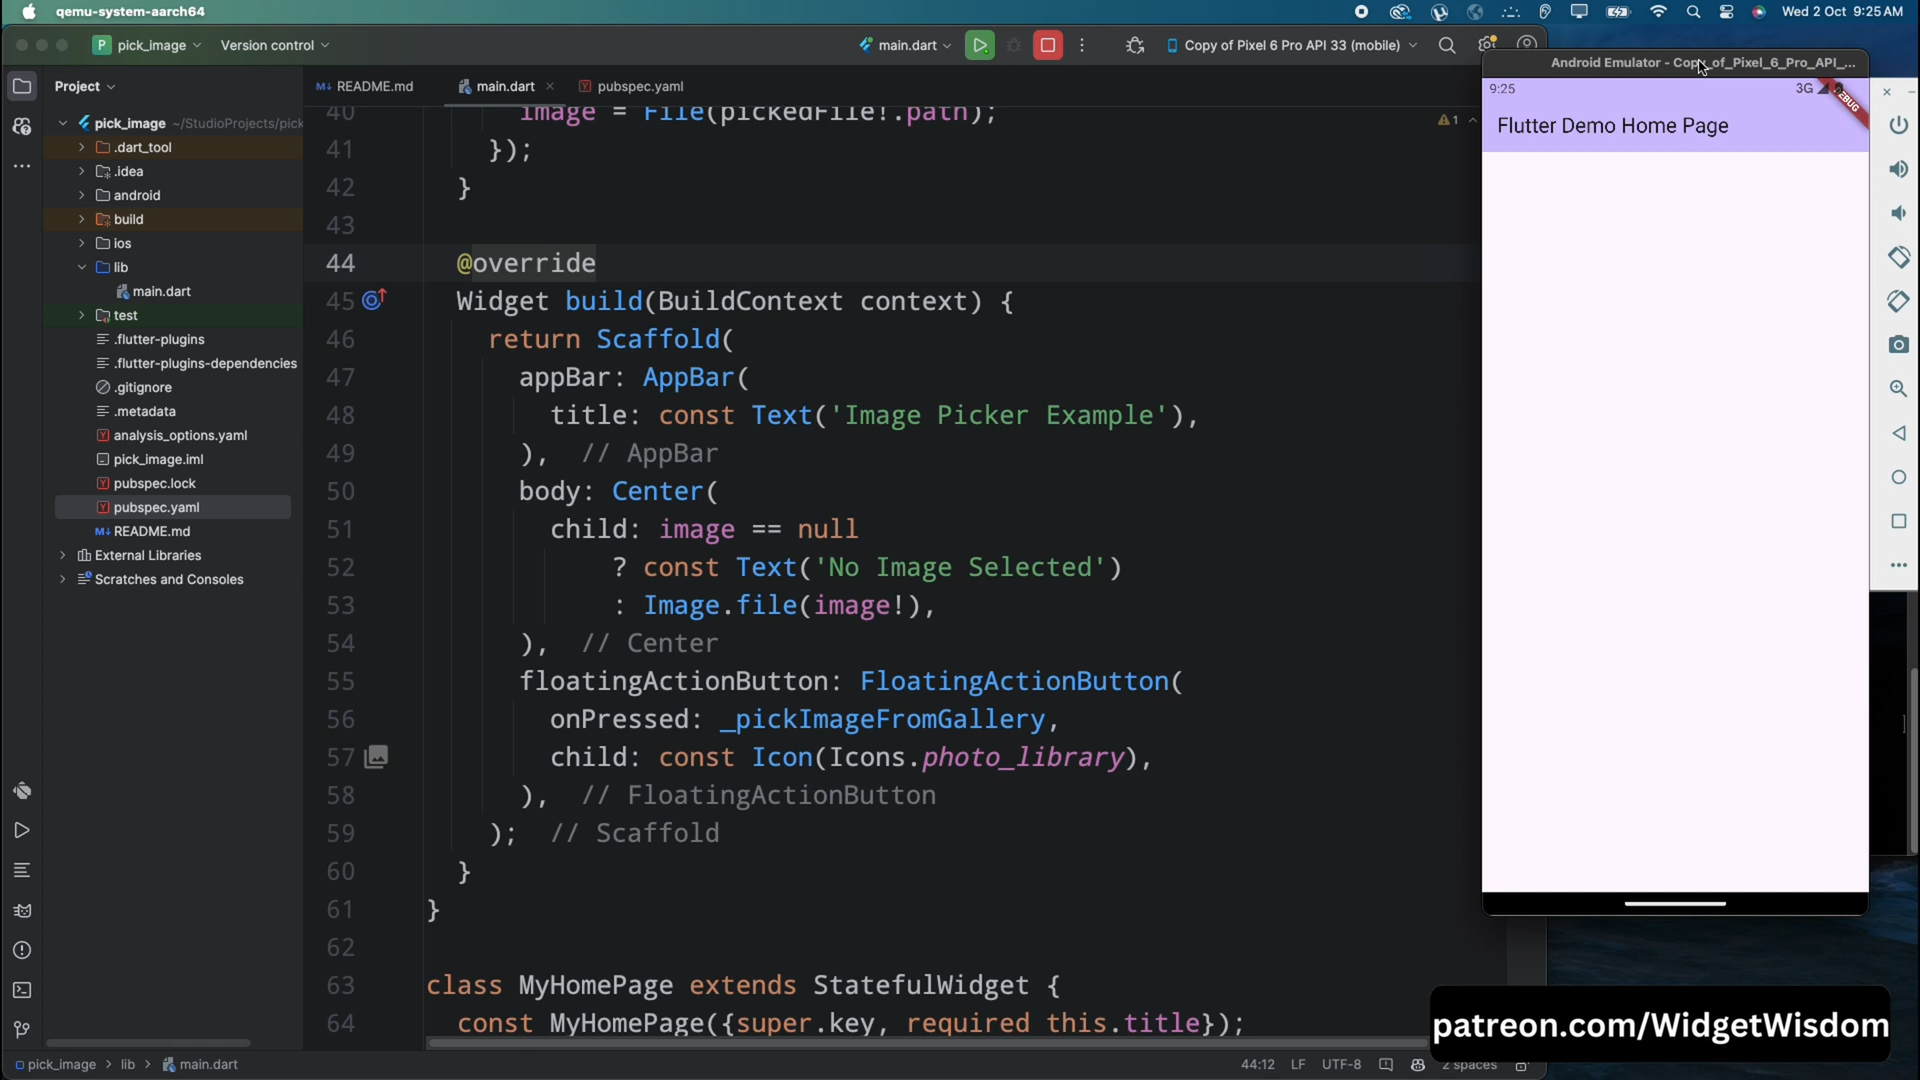 qemu-system-aarch64
Wed 2 Oct 9:25 AM
P pick_image
Version control
main.dart
Copy of Pixel 6 Pro API 33 (mobile)
Android Emulator - Copy_of_Pixel_6_Pro_API_...
Project
README.md
main.dart
pubspec.yaml
pick_image ~/StudioProjects/pick
.dart_tool
.idea
android
build
ios
lib
main.dart
test
.flutter-plugins
.flutter-plugins-dependencies
.gitignore
.metadata
analysis_options.yaml
pick_image.iml
pubspec.lock
pubspec.yaml
README.md
External Libraries
Scratches and Consoles
40 image = File(pickedFile!.path);
41 });
42 }
43
44 @override
45 Widget build(BuildContext context) {
46 return Scaffold(
47 appBar: AppBar(
48 title: const Text('Image Picker Example'),
49 ), // AppBar
50 body: Center(
51 child: image == null
52 ? const Text('No Image Selected')
53 : Image.file(image!),
54 ), // Center
55 floatingActionButton: FloatingActionButton(
56 onPressed: _pickImageFromGallery,
57 child: const Icon(Icons.photo_library),
58 ), // FloatingActionButton
59 ); // Scaffold
60 }
61 }
62
63 class MyHomePage extends StatefulWidget {
64 const MyHomePage({super.key, required this.title});
1
9:25
3G
Flutter Demo Home Page
patreon.com/WidgetWisdom
pick_image > lib > main.dart
44:12 LF UTF-8 2 spaces